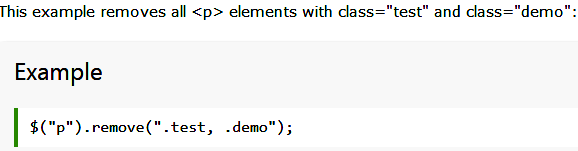 This example removes all <p> elements with class="test" and class="demo":
Example
$("p").remove(".test, .demo");